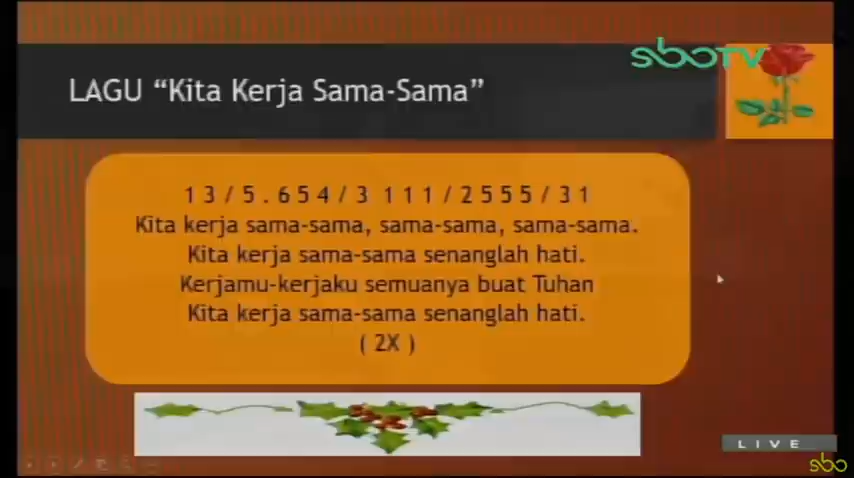 sboTV
LAGU “Kita Kerja Sama-Sama”
1 3 / 5 . 6 5 4 / 3 1 1 1 / 2 5 5 5 / 3 1
Kita kerja sama-sama, sama-sama, sama-sama.
Kita kerja sama-sama senanglah hati.
Kerjamu-kerjaku semuanya buat Tuhan
Kita kerja sama-sama senanglah hati.
( 2X )
LIVE
sbo